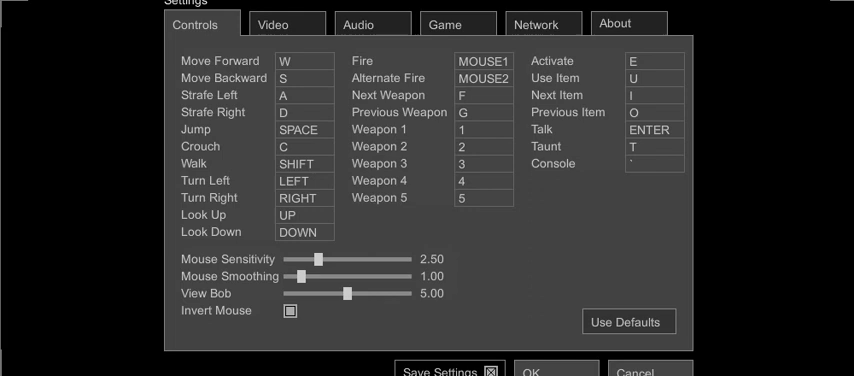 Settings
Controls Video Audio Game Network About
Move Forward W Fire MOUSE1 Activate E
Move Backward S Alternate Fire MOUSE2 Use Item U
Strafe Left A Next Weapon F Next Item I
Strafe Right D Previous Weapon G Previous Item O
Jump SPACE Weapon 1 1 Talk ENTER
Crouch C Weapon 2 2 Taunt T
Walk SHIFT Weapon 3 3 Console `
Turn Left LEFT Weapon 4 4
Turn Right RIGHT Weapon 5 5
Look Up UP
Look Down DOWN
Mouse Sensitivity 2.50
Mouse Smoothing 1.00
View Bob 5.00
Invert Mouse
Use Defaults
Save Settings OK Cancel